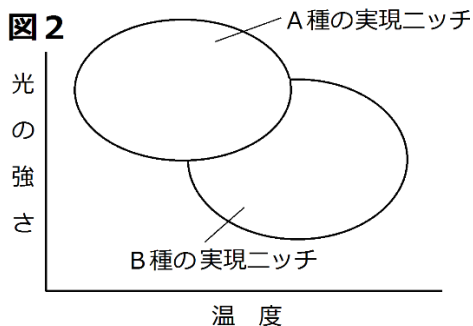 図２
Ａ種の実現ニッチ
光の強さ
Ｂ種の実現ニッチ
温　度